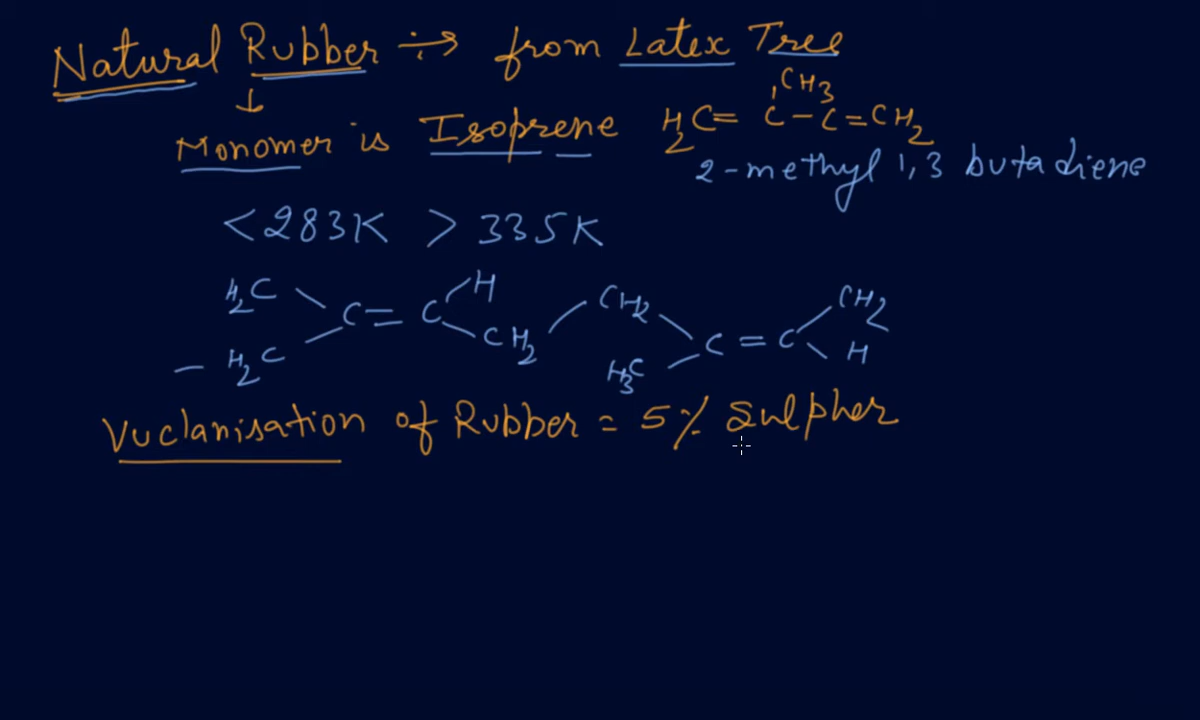 Natural Rubber → from Latex Tree
CH3
↓
Monomer is Isoprene H2C= C-C=CH2
2-methyl 1,3 butadiene
<283K > 335K
H2C C=C H CH2 CH2 C=C CH2
- H2C H3C H
Vuclanisation of Rubber = 5% Sulpher